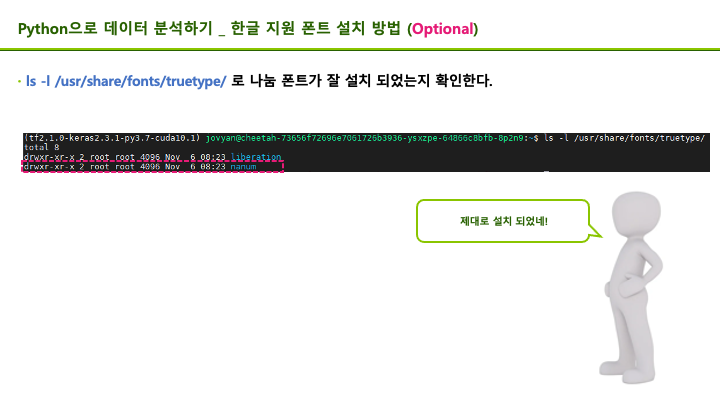 Python으로 데이터 분석하기 _ 한글 지원 폰트 설치 방법 (Optional)
· ls -l /usr/share/fonts/truetype/ 로 나눔 폰트가 잘 설치 되었는지 확인한다.
(tf2.1.0-keras2.3.1-py3.7-cuda10.1) jovyan@cheetah-73656f72696e7061726b3936-ysxzpe-64866c8bfb-8p2n9:~$ ls -l /usr/share/fonts/truetype/
total 8
drwxr-xr-x 2 root root 4096 Nov  6 08:23 liberation
drwxr-xr-x 2 root root 4096 Nov  6 08:23 nanum
제대로 설치 되었네!